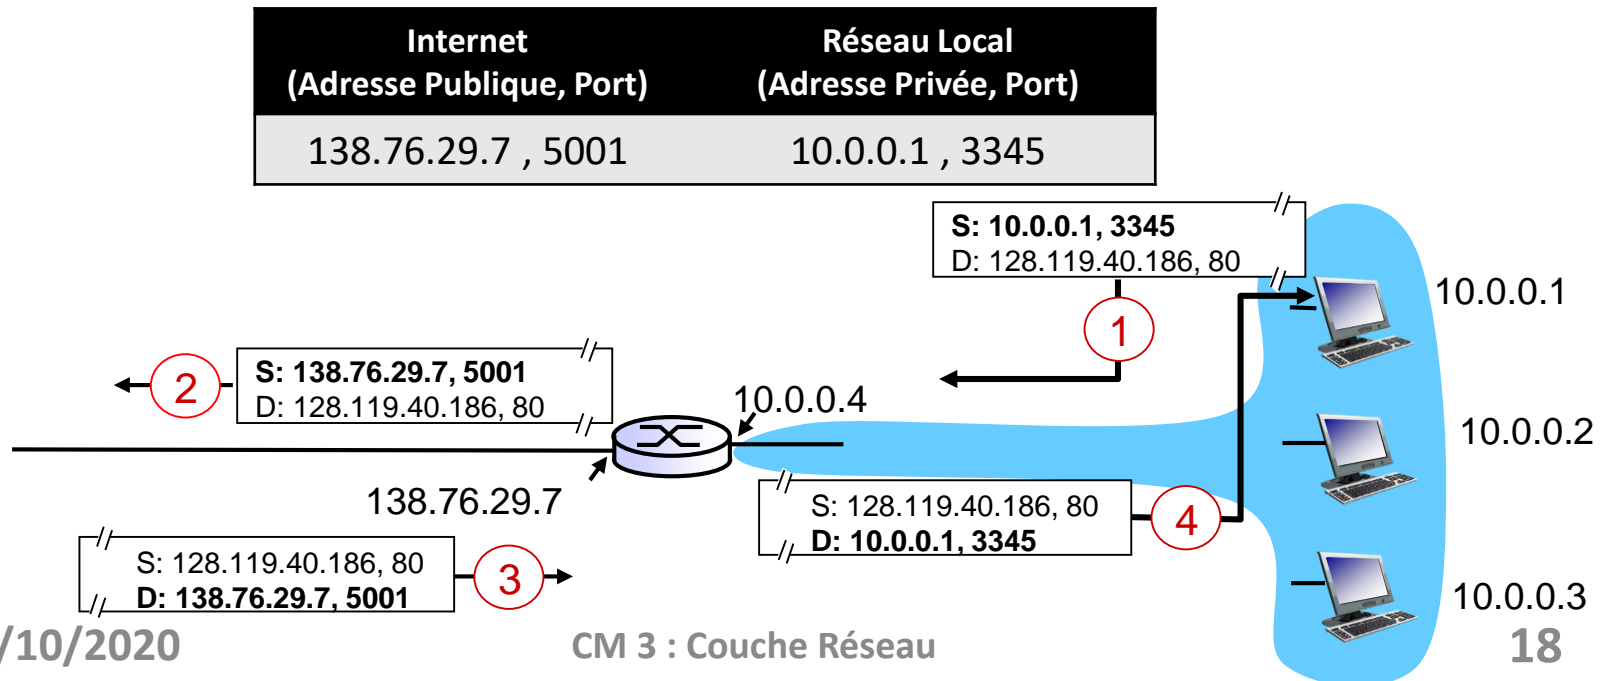 Internet
(Adresse Publique, Port)
Réseau Local
(Adresse Privée, Port)
138.76.29.7 , 5001
10.0.0.1 , 3345
S: 10.0.0.1, 3345
D: 128.119.40.186, 80
10.0.0.1
1
2
S: 138.76.29.7, 5001
D: 128.119.40.186, 80
10.0.0.4
10.0.0.2
138.76.29.7
S: 128.119.40.186, 80
D: 10.0.0.1, 3345
4
S: 128.119.40.186, 80
D: 138.76.29.7, 5001
3
10.0.0.3
/10/2020
CM 3 : Couche Réseau
18